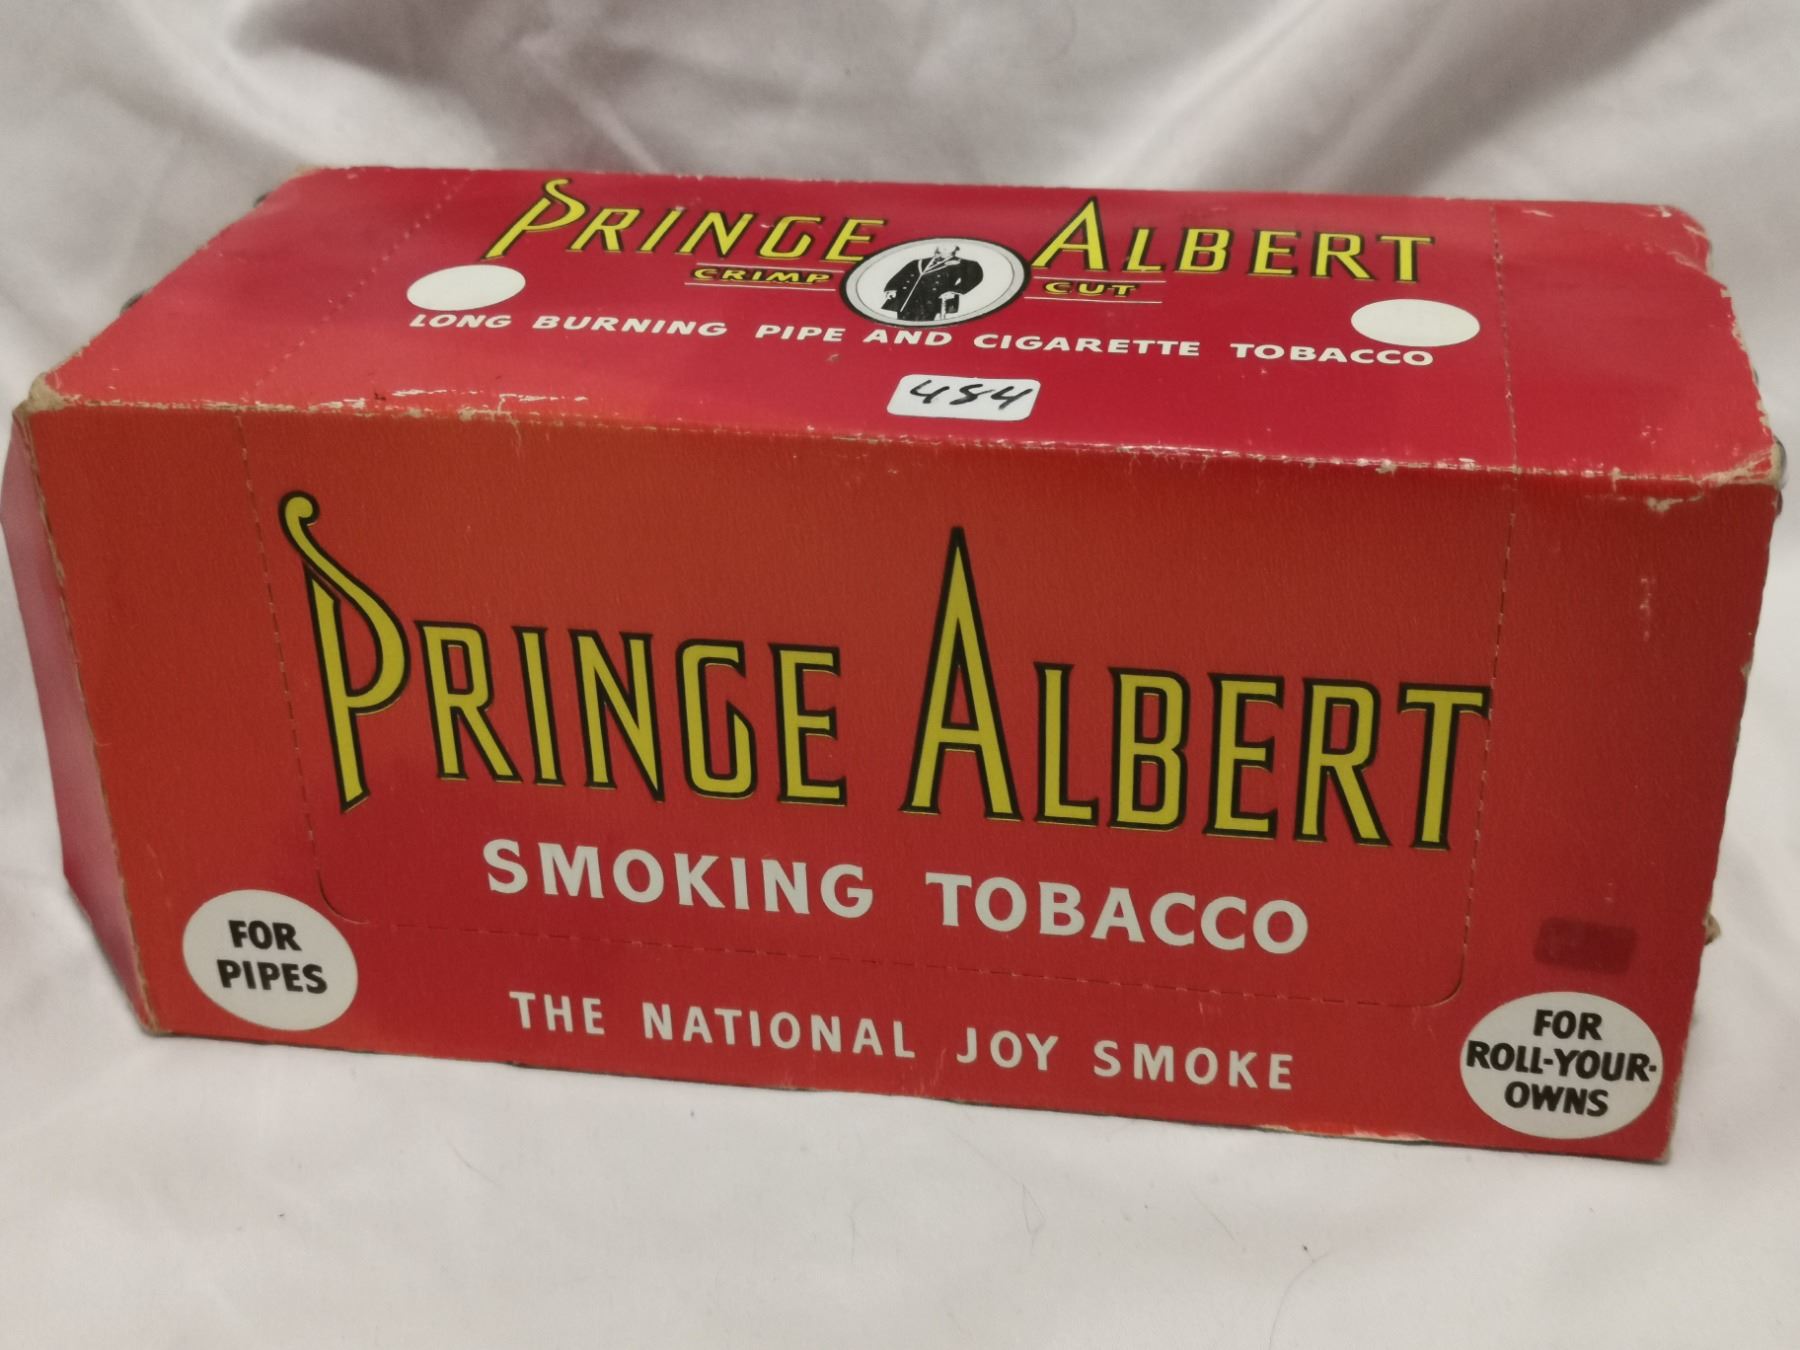 PRINCE ALBERT
CRIMP CUT
LONG BURNING PIPE AND CIGARETTE TOBACCO
484
PRINCE ALBERT
SMOKING TOBACCO
FOR
PIPES
THE NATIONAL JOY SMOKE
FOR
ROLL-YOUR-
OWNS